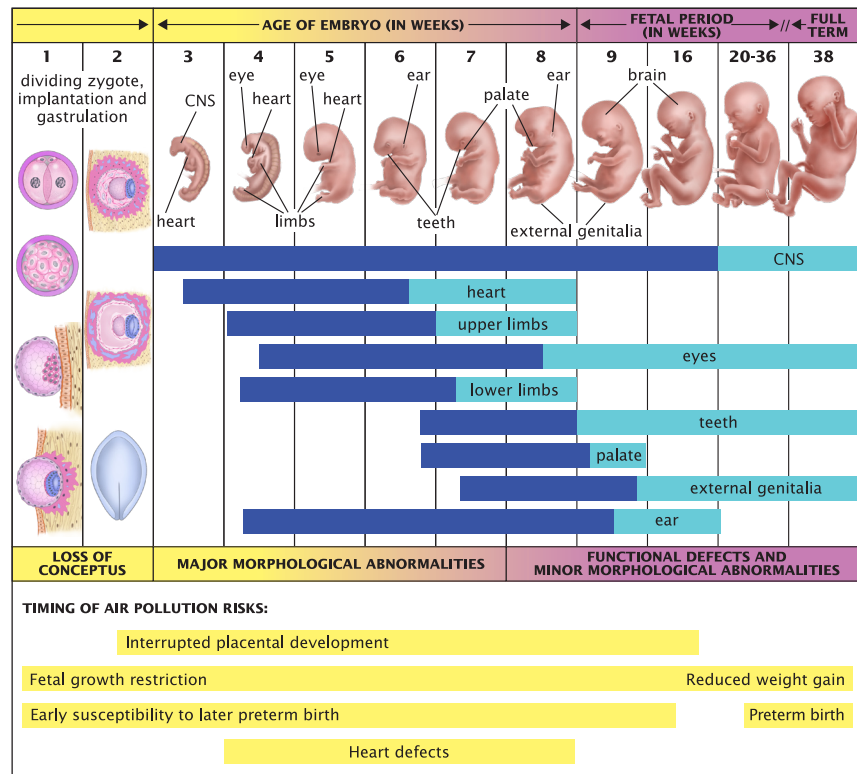 AGE OF EMBRYO (IN WEEKS)
FETAL PERIOD
(IN WEEKS)
//
FULL
TERM
1
2
3
4
5
6
7
8
9
16
20-36
38
dividing zygote,
implantation and
gastrulation
CNS
heart
eye
heart
limbs
eye
heart
ear
teeth
palate
ear
external genitalia
brain
CNS
heart
upper limbs
eyes
lower limbs
teeth
palate
external genitalia
ear
LOSS OF
CONCEPTUS
MAJOR MORPHOLOGICAL ABNORMALITIES
FUNCTIONAL DEFECTS AND
MINOR MORPHOLOGICAL ABNORMALITIES
TIMING OF AIR POLLUTION RISKS:
Interrupted placental development
Fetal growth restriction
Reduced weight gain
Early susceptibility to later preterm birth
Preterm birth
Heart defects